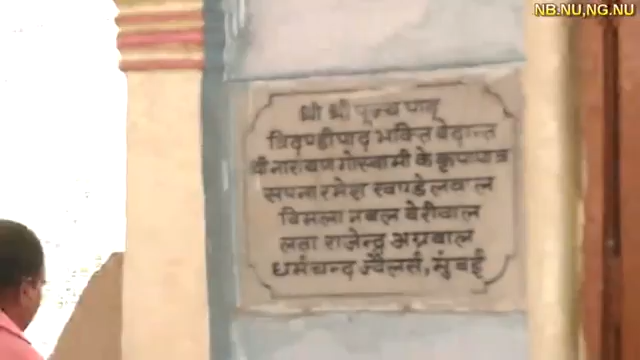 NB.NU,NG.NU
श्री श्री पूज्य पाद
त्रिदण्डीपाद भक्ति वेदान्त
श्री नारायण गोस्वामी के कृपापात्र
सपना रमेश खण्डेलवाल
विमला नवल बेरीवाल
लता राजेन्द्र अग्रवाल
धर्मचन्द ज्वैलर्स, मुंबई